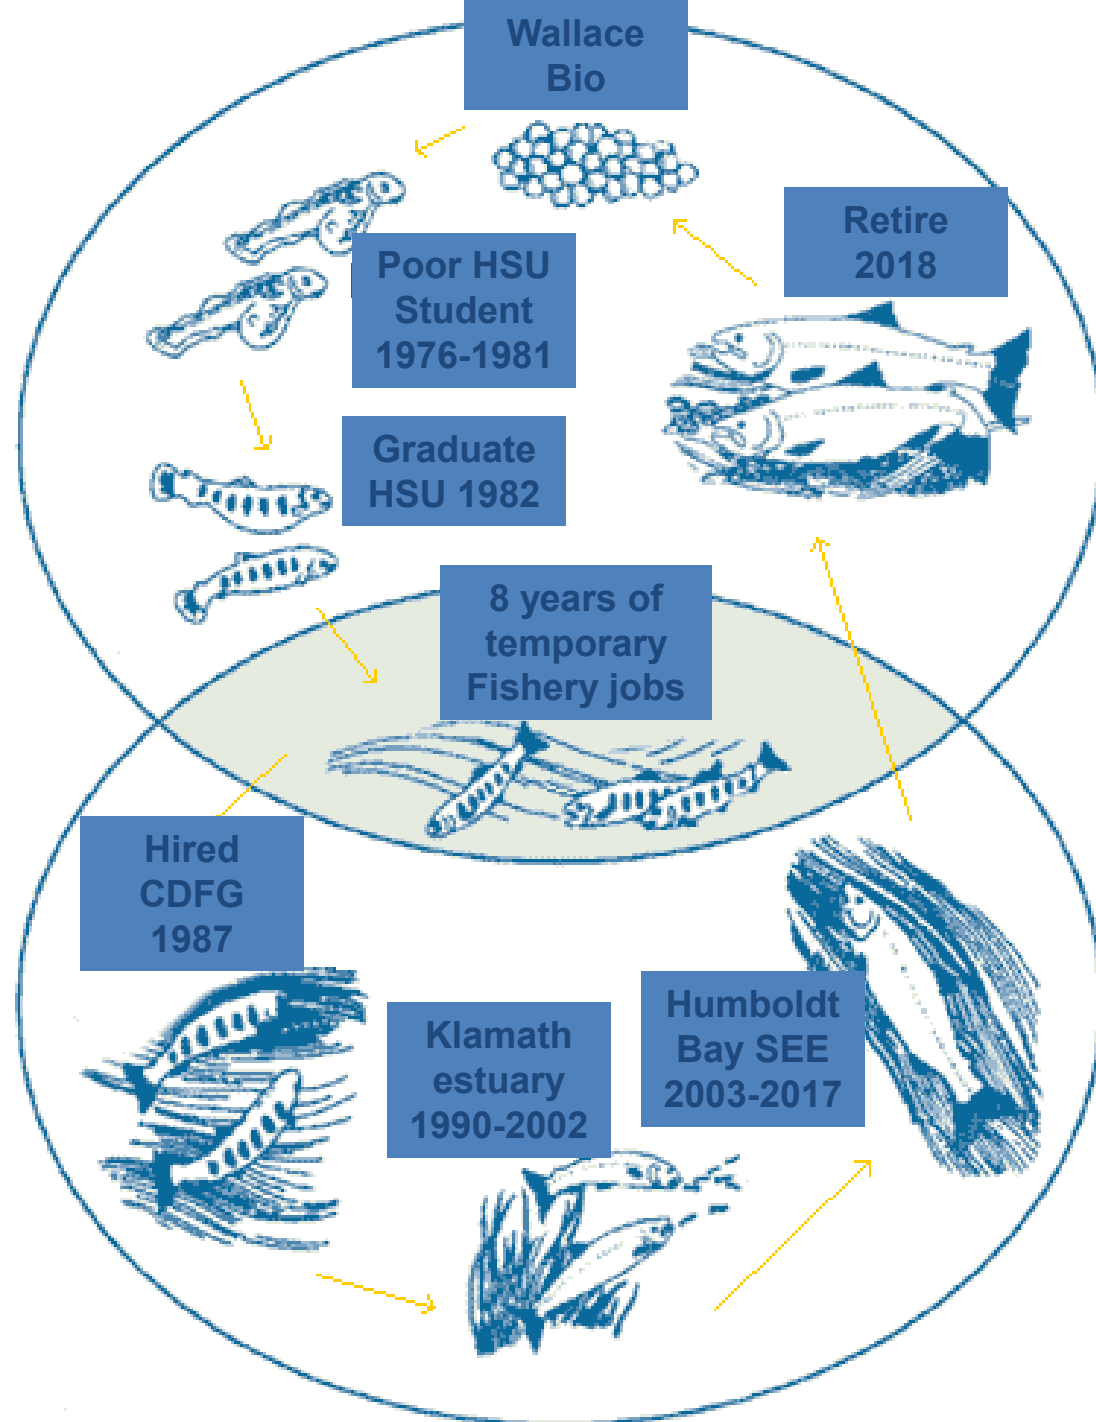 Wallace
Bio
Poor HSU
Student
1976-1981
Graduate
HSU 1982
8 years of
temporary
Fishery jobs
Hired
CDFG
1987
Klamath
estuary
1990-2002
Humboldt
Bay SEE
2003-2017
Retire
2018